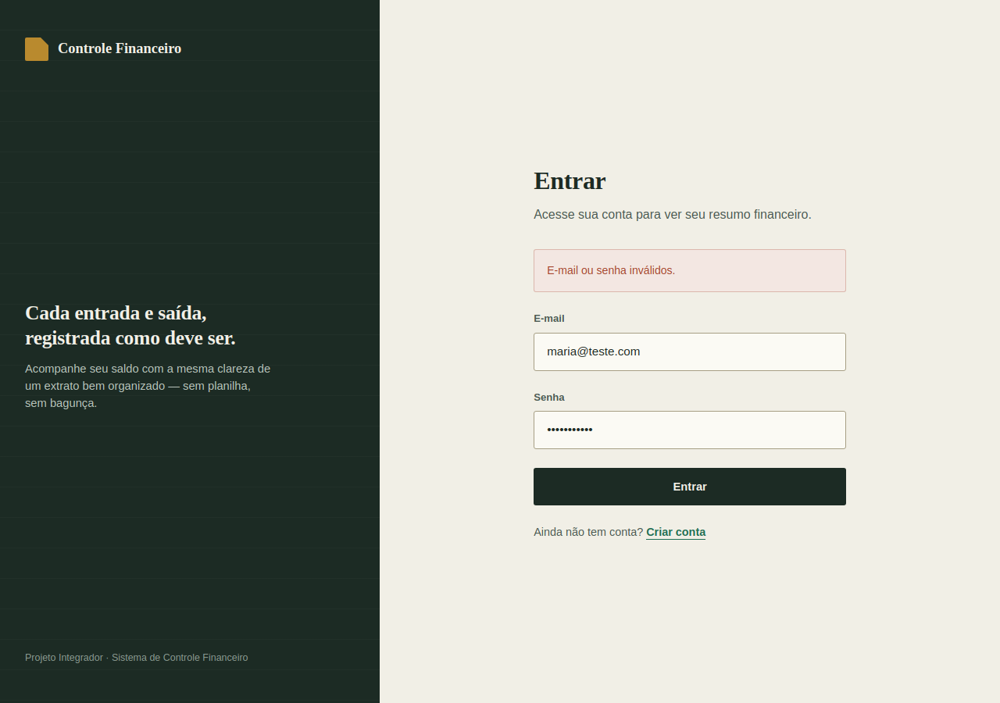 Controle Financeiro
Cada entrada e saída,
registrada como deve ser.
Acompanhe seu saldo com a mesma clareza de
um extrato bem organizado — sem planilha,
sem bagunça.
Projeto Integrador · Sistema de Controle Financeiro
Entrar
Acesse sua conta para ver seu resumo financeiro.
E-mail ou senha inválidos.
E-mail
maria@teste.com
Senha
•••••••••••
Entrar
Ainda não tem conta? Criar conta